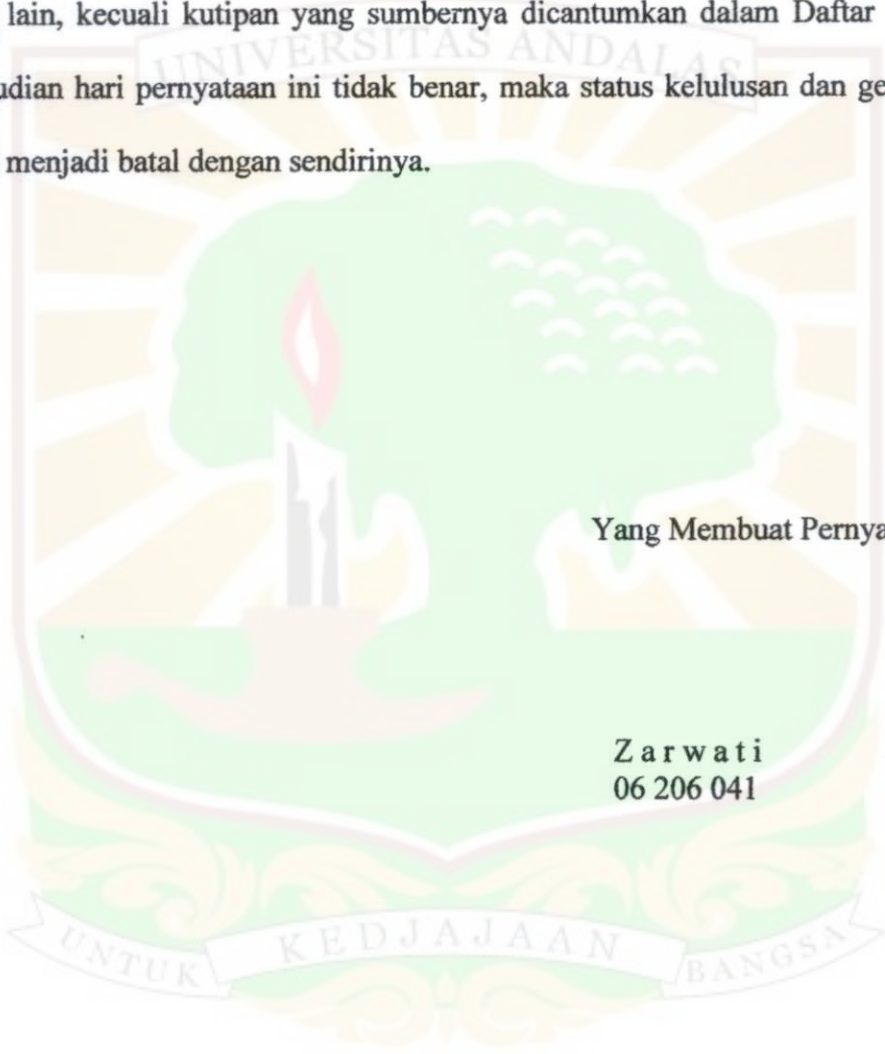 lain, kecuali kutipan yang sumbernya dicantumkan dalam Daftar
UNIVERSITAS ANDALAS
udian hari pernyataan ini tidak benar, maka status kelulusan dan ge
menjadi batal dengan sendirinya.
Yang Membuat Pernya
Zarwati
06 206 041
UNTUK KEDJAJAAN BANGSA